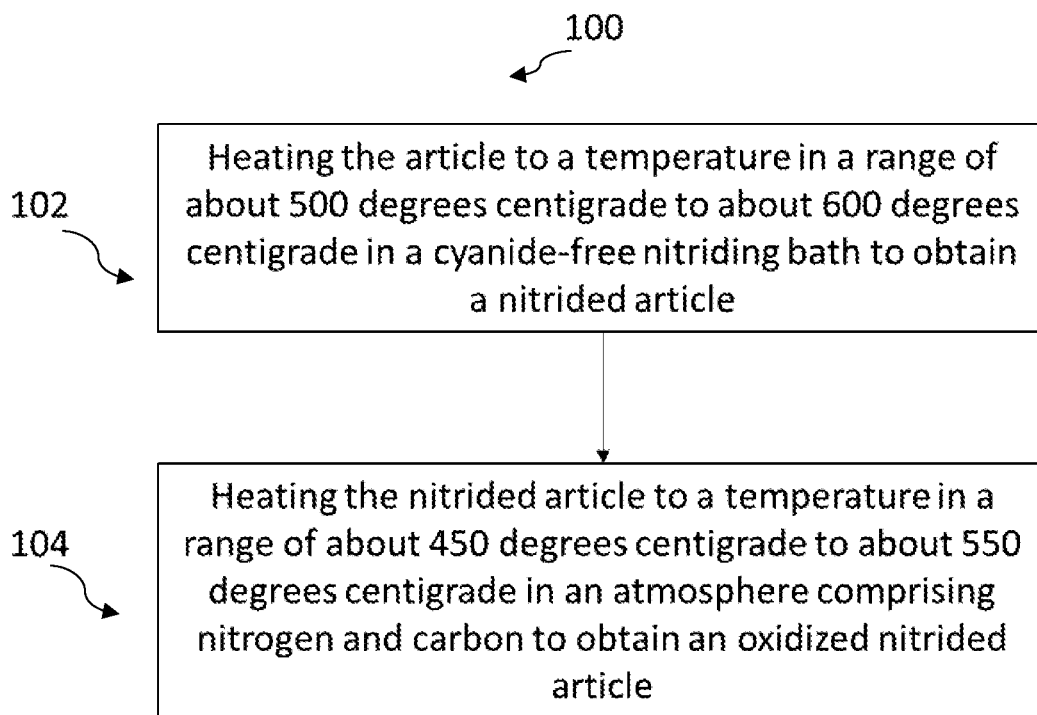 100
102
Heating the article to a temperature in a range of
about 500 degrees centigrade to about 600 degrees
centigrade in a cyanide-free nitriding bath to obtain
a nitrided article
104
Heating the nitrided article to a temperature in a
range of about 450 degrees centigrade to about 550
degrees centigrade in an atmosphere comprising
nitrogen and carbon to obtain an oxidized nitrided
article